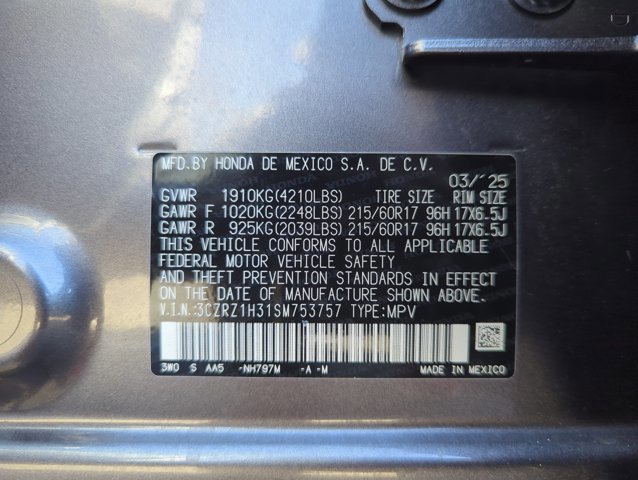 MFD.BY HONDA DE MEXICO S.A. DE C.V.
03/'25
GVWR 1910KG(4210LBS) TIRE SIZE RIM SIZE
GAWR F 1020KG(2248LBS) 215/60R17 96H 17X6.5J
GAWR R 925KG(2039LBS) 215/60R17 96H 17X6.5J
THIS VEHICLE CONFORMS TO ALL APPLICABLE
FEDERAL MOTOR VEHICLE SAFETY
AND THEFT PREVENTION STANDARDS IN EFFECT
ON THE DATE OF MANUFACTURE SHOWN ABOVE.
V.I.N.:3CZRZ1H31SM753757 TYPE:MPV
3W0 S AA5 -NH797M -A -M MADE IN MEXICO